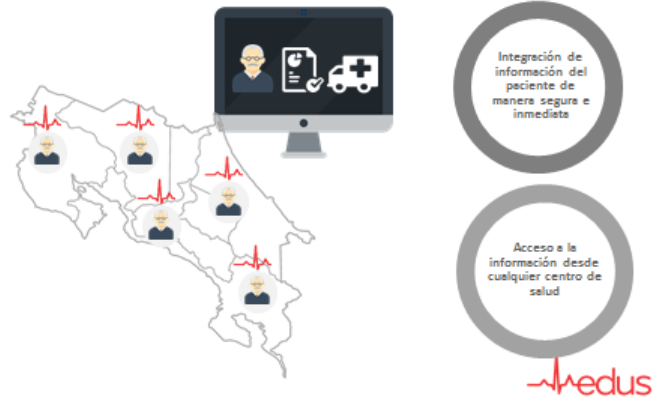 Integración de
información del
paciente de
manera segura e
inmediata
Acceso a la
información desde
cualquier centro de
salud
edus